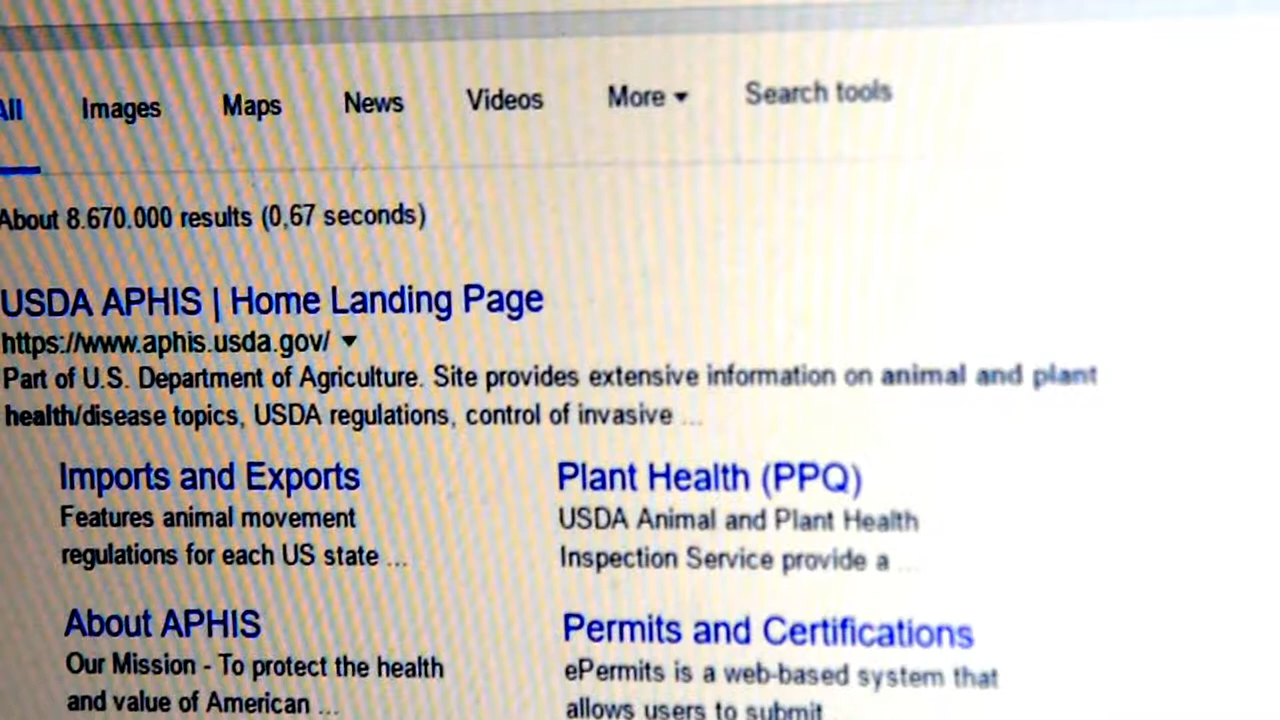 All Images Maps News Videos More Search tools
About 8.670.000 results (0,67 seconds)
USDA APHIS | Home Landing Page
https://www.aphis.usda.gov/
Part of U.S. Department of Agriculture. Site provides extensive information on animal and plant
health/disease topics, USDA regulations, control of invasive ...
Imports and Exports Plant Health (PPQ)
Features animal movement USDA Animal and Plant Health
regulations for each US state ... Inspection Service provide a ...
About APHIS Permits and Certifications
Our Mission - To protect the health ePermits is a web-based system that
and value of American ... allows users to submit